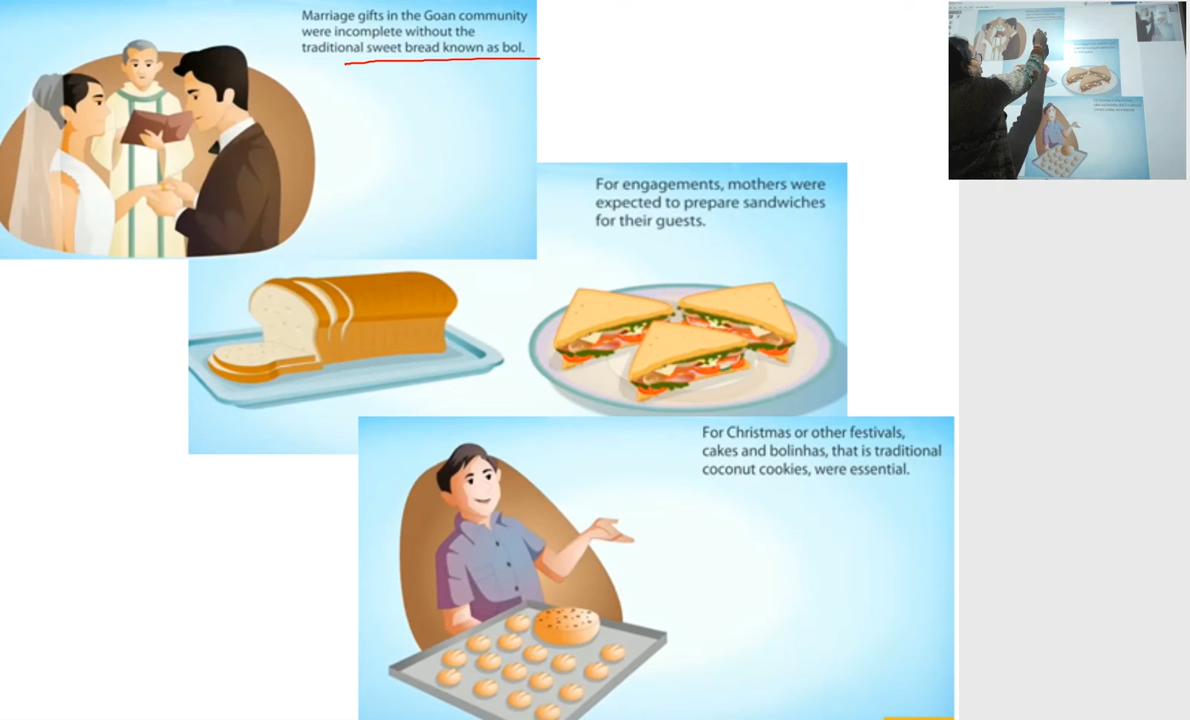 Marriage gifts in the Goan community
were incomplete without the
traditional sweet bread known as bol.
For engagements, mothers were
expected to prepare sandwiches
for their guests.
For Christmas or other festivals,
cakes and bolinhas, that is traditional
coconut cookies, were essential.